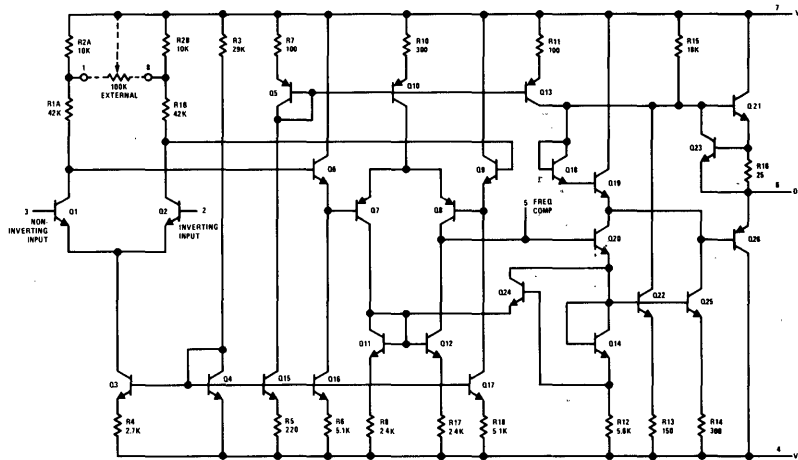 7 V
R2A
10K
R2B
10K
R3
29K
R7
100
R10
300
R11
100
R15
18K
1
8
100K
EXTERNAL
R1A
42K
R1B
42K
Q5
Q10
Q13
Q21
Q23
R16
25
Q6
Q9
Q18
Q19
6 O
3
Q1
NON-
INVERTING
INPUT
Q2
2
INVERTING
INPUT
Q7
Q8
5 FREQ
COMP
Q20
Q26
Q24
Q22
Q25
Q11
Q12
Q14
Q3
Q4
Q15
Q16
Q17
R4
2.7K
R5
220
R6
5.1K
R8
2.4K
R17
2.4K
R18
5.1K
R12
5.6K
R13
150
R14
300
4 V